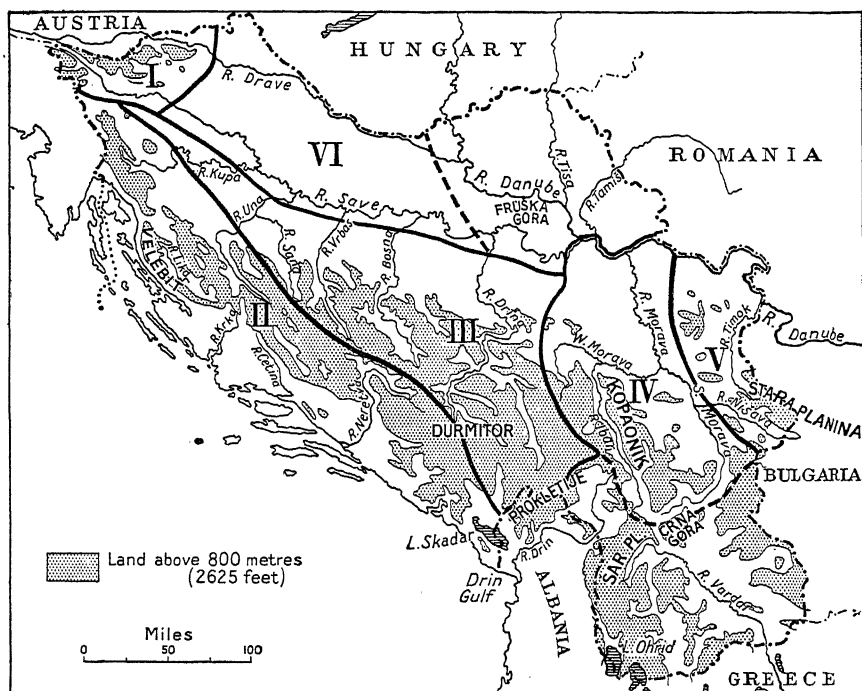 AUSTRIA
HUNGARY
ROMANIA
I
R. Drave
VI
R. Tisa
R. Tamiš
R. Danube
FRUŠKA
GORA
R. Kupa
R. Save
R. Una
R. Sana
R. Vrbas
R. Bosna
R. Drina
VELEBIT
R. Lika
II
R. Krka
R. Cetina
III
R. Neretva
DURMITOR
W. Morava
R. Morava
IV
KOPAONIK
S. Morava
V
R. Timok
R.
Danube
R. Nišava
STARA PLANINA
BULGARIA
PROKLETIJE
CRNA
GORA
L. Skadar
R. Drin
ŠAR PL.
Drin
Gulf
ALBANIA
R. Vardar
L. Ohrid
GREECE
Land above 800 metres
(2625 feet)
Miles
0 50 100